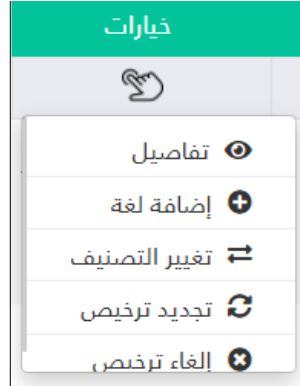 خيارات
تفاصيل
إضافة لغة
تغيير التصنيف
تجديد ترخيص
إلغاء ترخيص